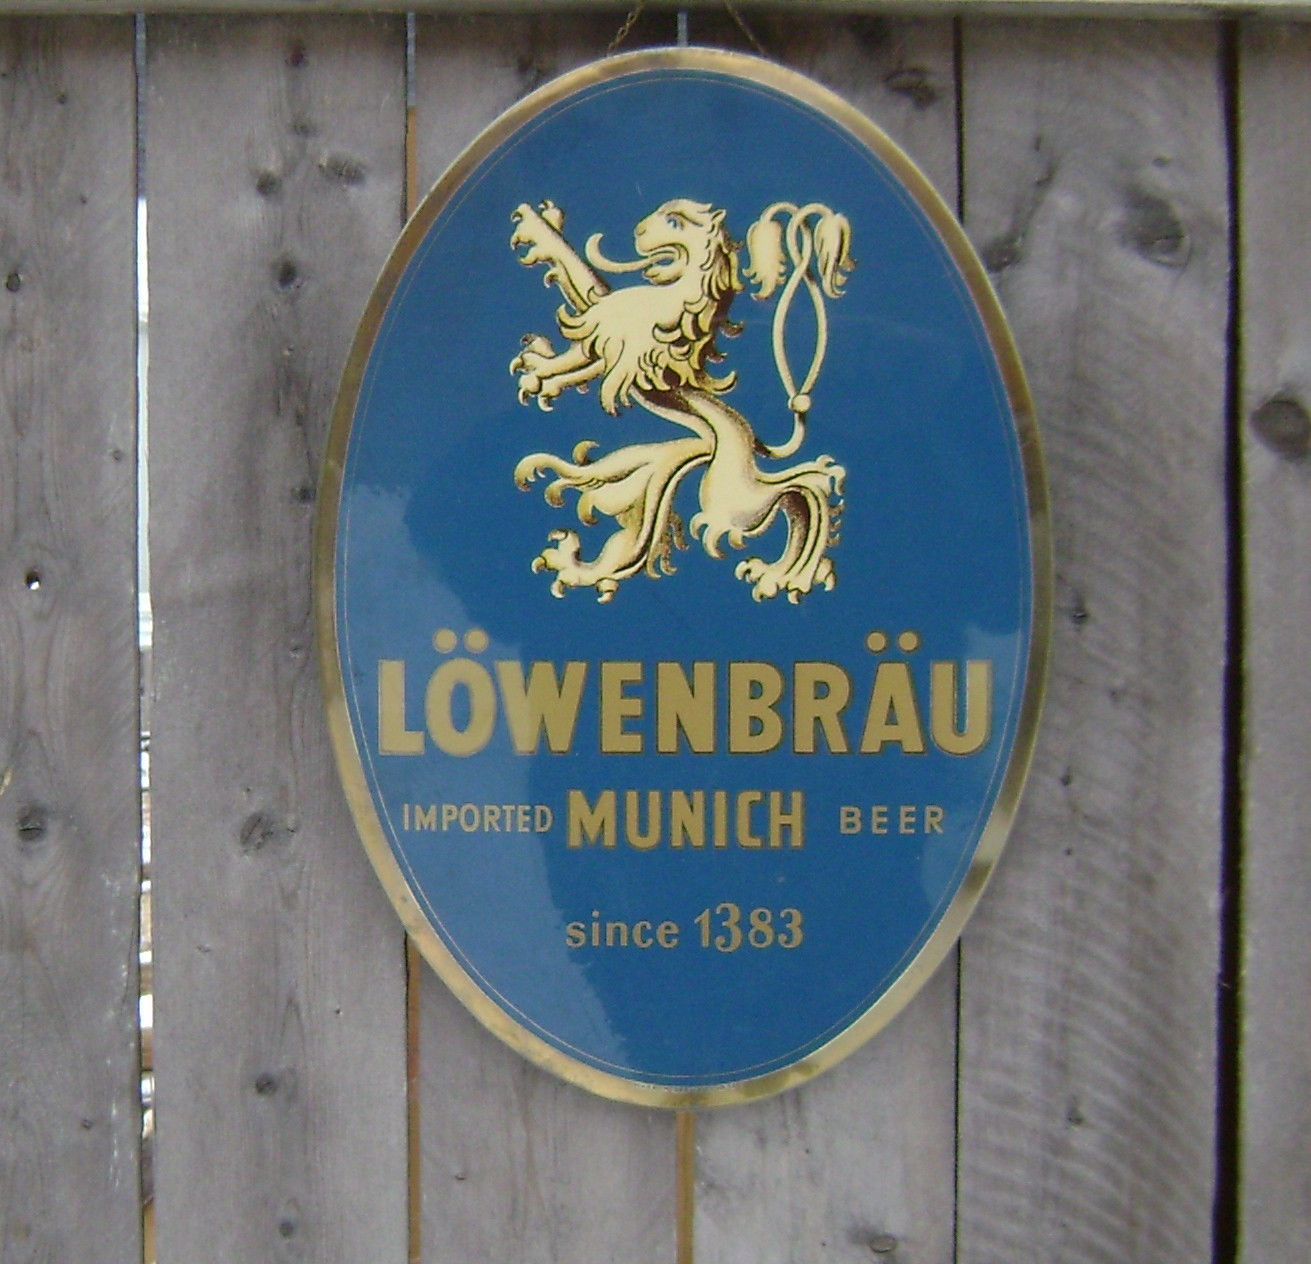 LÖWENBRÄU
IMPORTED MUNICH BEER
since 1383